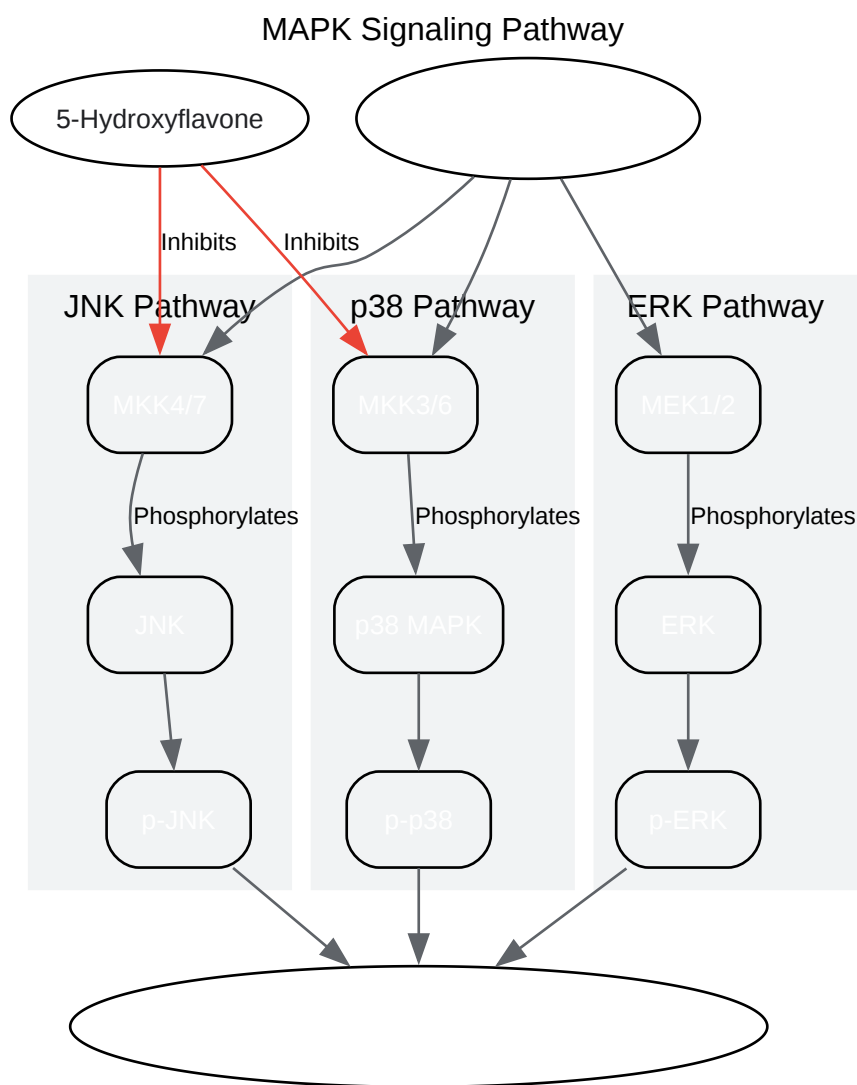 MAPK Signaling Pathway
5-Hydroxyflavone
Inhibits
Inhibits
JNK Pathway
p38 Pathway
ERK Pathway
MKK4/7
MKK3/6
MEK1/2
Phosphorylates
Phosphorylates
Phosphorylates
JNK
p38 MAPK
ERK
p-JNK
p-p38
p-ERK